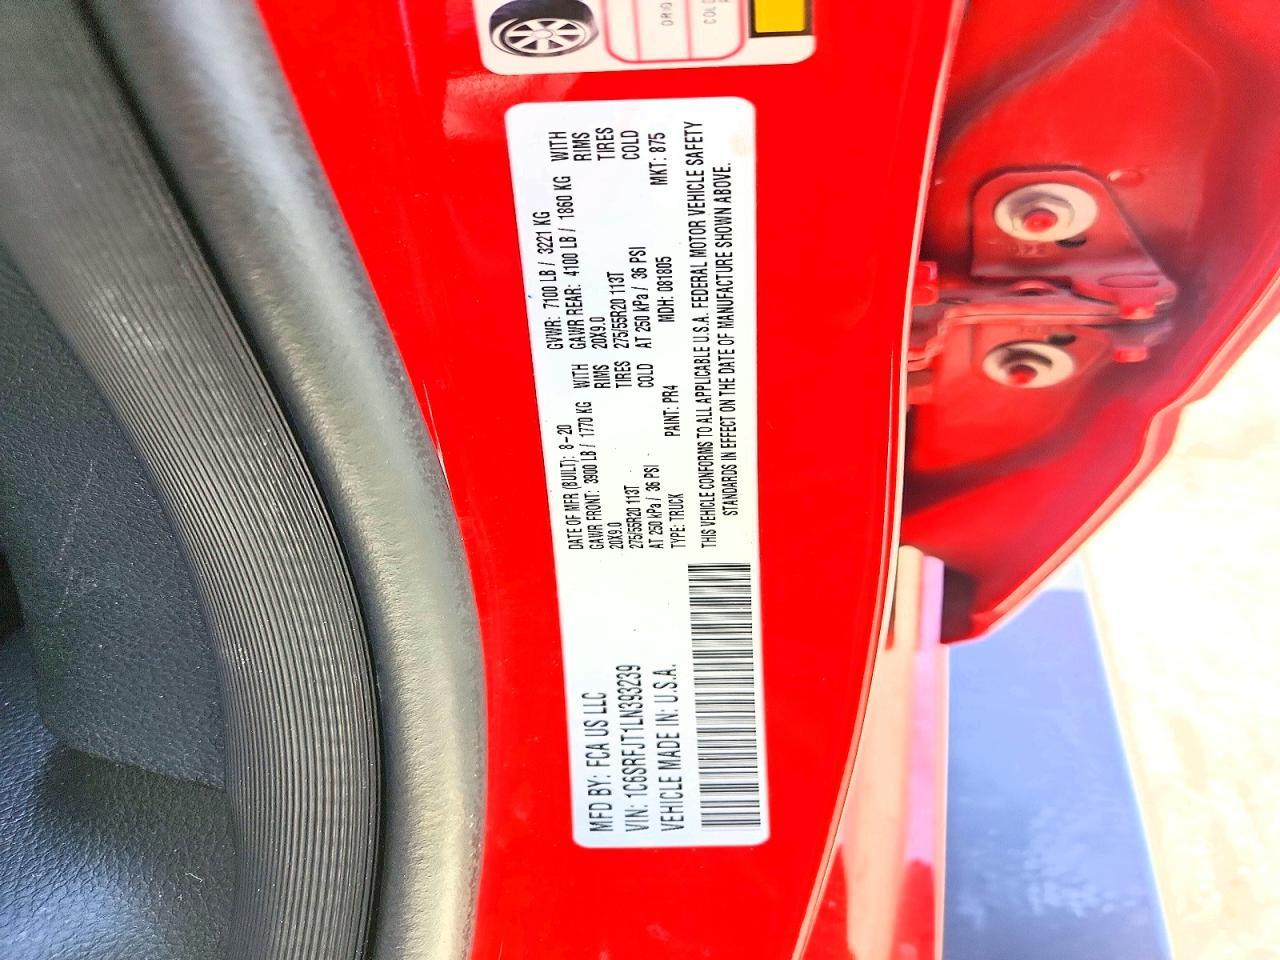 MFD BY: FCA US LLC
VIN: 1C6SRFJT1LN393239
VEHICLE MADE IN: U.S.A.
DATE OF MFR (BUILT): 8-20 GVWR: 7100 LB / 3221 KG
GAWR FRONT: 3900 LB / 1770 KG WITH GAWR REAR: 4100 LB / 1860 KG WITH
20X9.0 RIMS 20X9.0 RIMS
275/55R20 113T TIRES 275/55R20 113T TIRES
AT 250 kPa / 36 PSI COLD AT 250 kPa / 36 PSI COLD
TYPE: TRUCK PAINT: PR4 MDH: 081805 MKT: 875
THIS VEHICLE CONFORMS TO ALL APPLICABLE U.S.A. FEDERAL MOTOR VEHICLE SAFETY
STANDARDS IN EFFECT ON THE DATE OF MANUFACTURE SHOWN ABOVE.